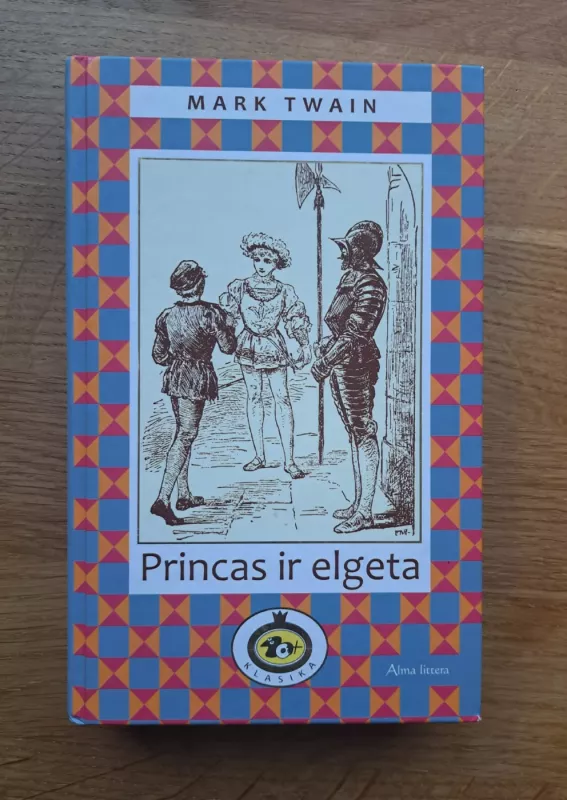 MARK TWAIN
Princas ir elgeta
KLASIKA
Alma littera